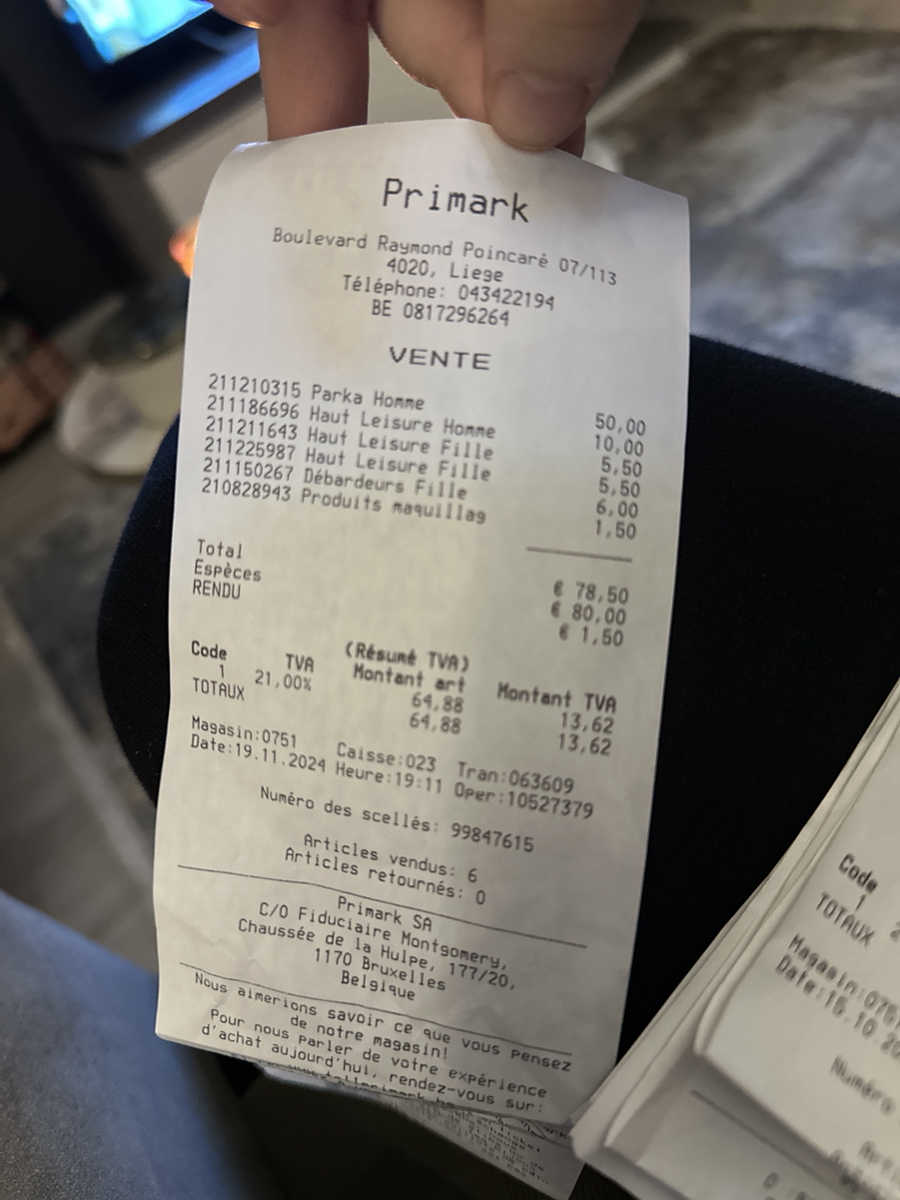 Primark
Boulevard Raymond Poincaré 07/113
4020, Liege
Téléphone: 043422194
BE 0817296264
VENTE
211210315 Parka Homme 50,00
211186696 Haut Leisure Homme 10,00
211211643 Haut Leisure Fille 5,50
211225987 Haut Leisure Fille 5,50
211150267 Débardeurs Fille 6,00
210828943 Produits maquillag 1,50
Total € 78,50
Espèces € 80,00
RENDU € 1,50
(Résumé TVA)
Code TVA Montant art Montant TVA
1 21,00% 64,88 13,62
TOTAUX 64,88 13,62
Magasin:0751 Caisse:023 Tran:063609
Date:19.11.2024 Heure:19:11 Oper:10527379
Numéro des scellés: 99847615
Articles vendus: 6
Articles retournés: 0
Primark SA
C/O Fiduciaire Montgomery,
Chaussée de la Hulpe, 177/20,
1170 Bruxelles
Belgique
Nous aimerions savoir ce que vous pensez
de notre magasin!
Pour nous parler de votre expérience
d'achat aujourd'hui, rendez-vous sur:
Code
1
TOTAUX
Magasin:075
Date:15.10.20
Numéro